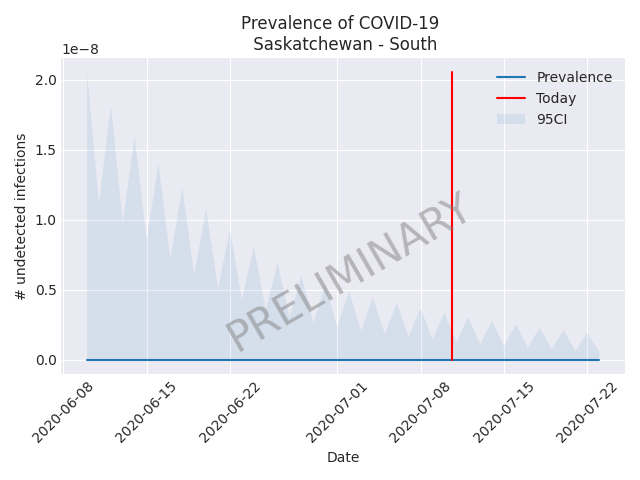 Prevalence of COVID-19
Saskatchewan - South
1e−8
Prevalence
Today
95CI
2.0
1.5
1.0
0.5
0.0
# undetected infections
PRELIMINARY
2020-06-08
2020-06-15
2020-06-22
2020-07-01
2020-07-08
2020-07-15
2020-07-22
Date